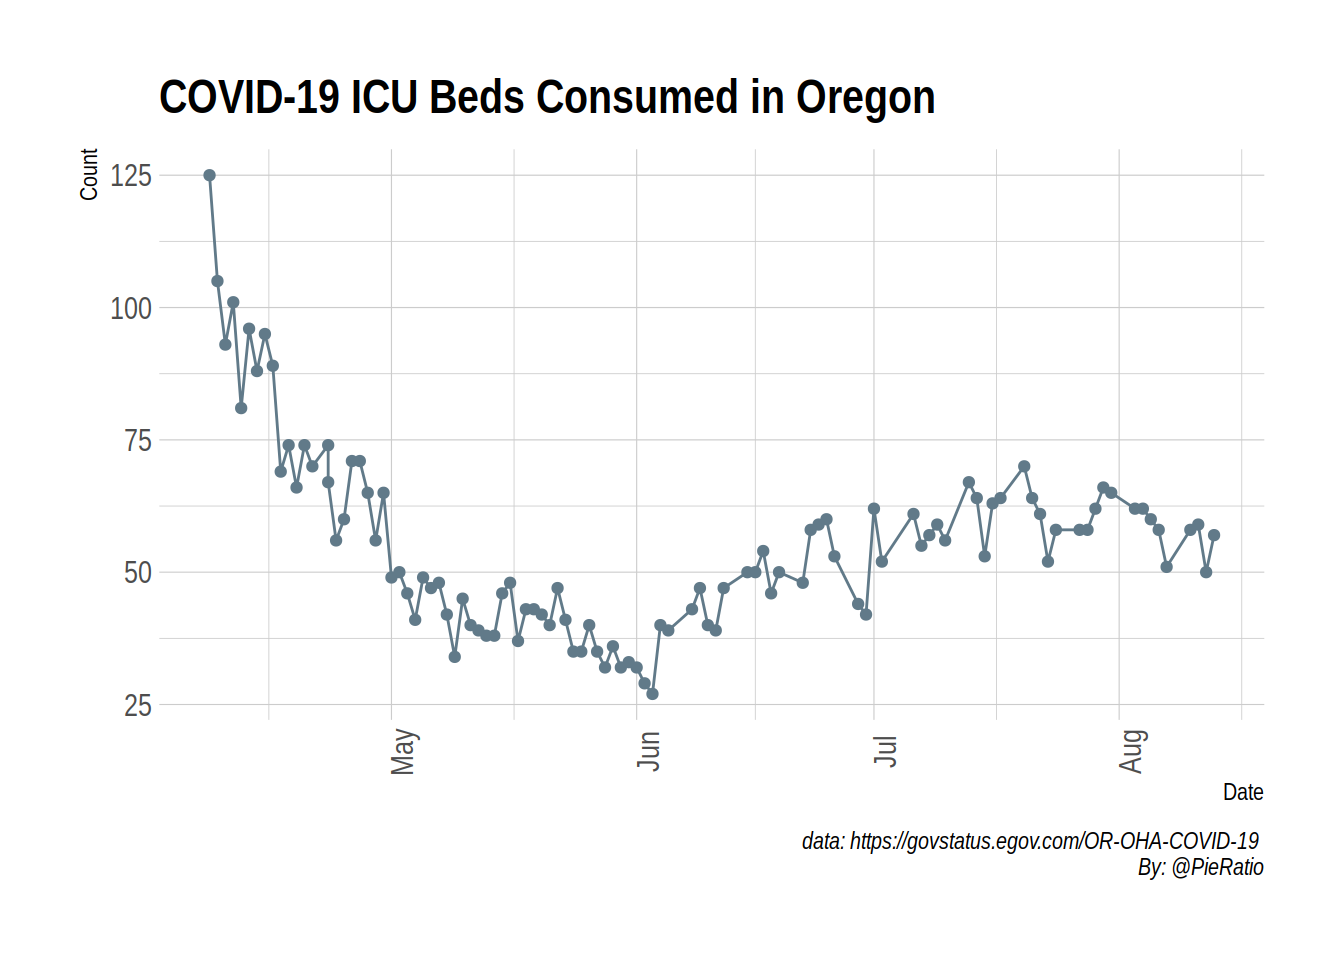 COVID-19 ICU Beds Consumed in Oregon
Count
125
100
75
50
25
May
Jun
Jul
Aug
Date
data: https://govstatus.egov.com/OR-OHA-COVID-19
By: @PieRatio